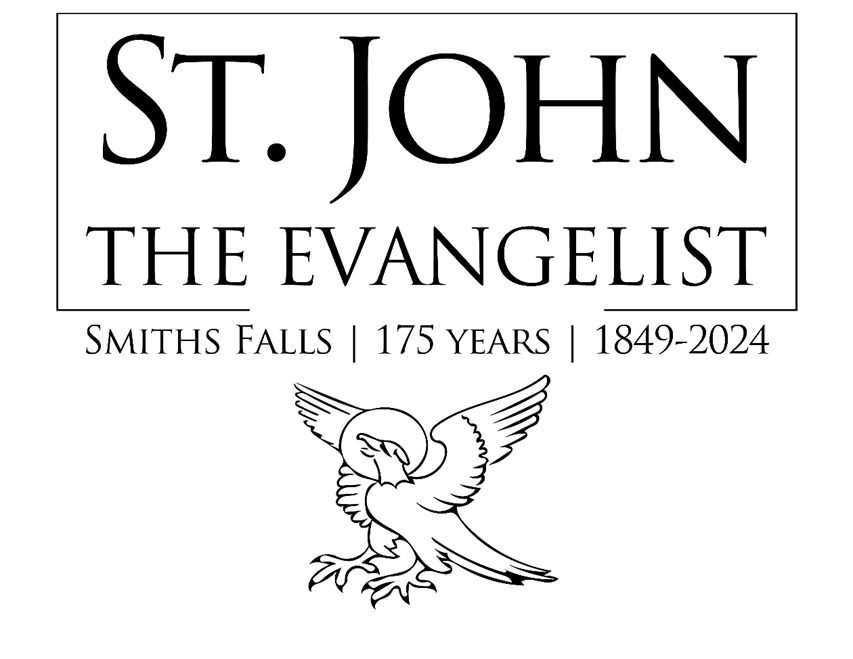 St. John
the Evangelist
Smiths Falls | 175 years | 1849-2024